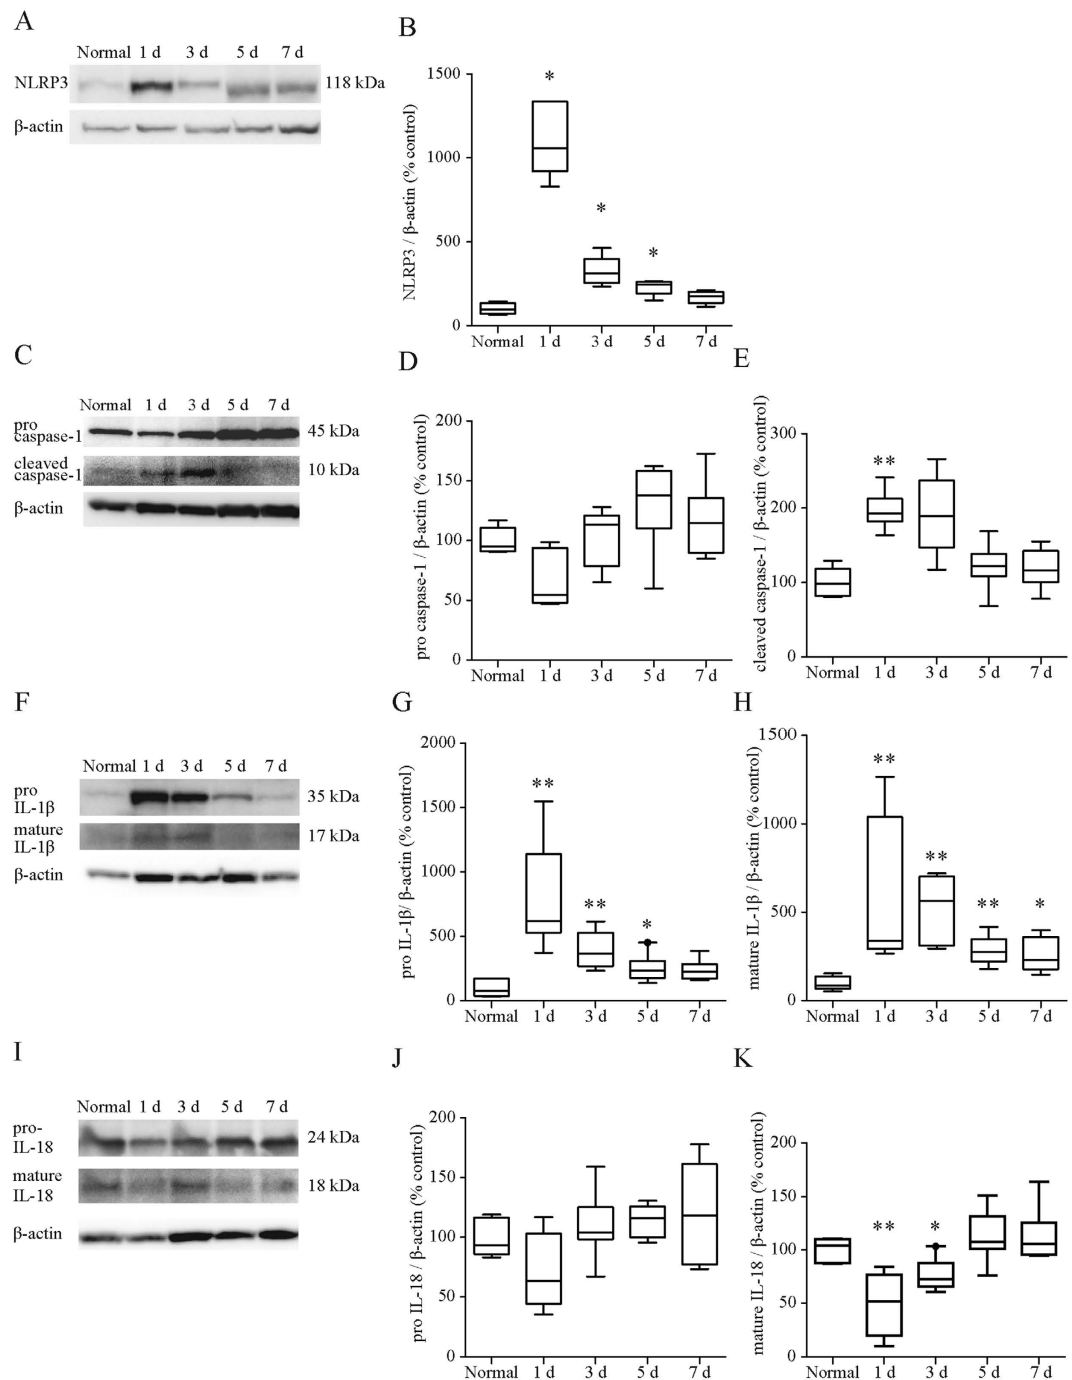 A
Normal 1 d 3 d 5 d 7 d
NLRP3 118 kDa
β-actin
B
NLRP3 / β-actin (% control)
1500
1000
500
0
*
*
*
Normal 1 d 3 d 5 d 7 d
C
Normal 1 d 3 d 5 d 7 d
pro
caspase-1 45 kDa
cleaved
caspase-1 10 kDa
β-actin
D
pro caspase-1 / β-actin (% control)
200
150
100
50
0
Normal 1 d 3 d 5 d 7 d
E
cleaved caspase-1 / β-actin (% control)
300
200
100
0
**
Normal 1 d 3 d 5 d 7 d
F
Normal 1 d 3 d 5 d 7 d
pro
IL-1β 35 kDa
mature
IL-1β 17 kDa
β-actin
G
pro IL-1β/ β-actin (% control)
2000
1500
1000
500
0
**
**
*
Normal 1 d 3 d 5 d 7 d
H
mature IL-1β / β-actin (% control)
1500
1000
500
0
**
**
**
*
Normal 1 d 3 d 5 d 7 d
I
Normal 1 d 3 d 5 d 7 d
pro-
IL-18 24 kDa
mature
IL-18 18 kDa
β-actin
J
pro IL-18 / β-actin (% control)
200
150
100
50
0
Normal 1 d 3 d 5 d 7 d
K
mature IL-18 / β-actin (% control)
200
150
100
50
0
**
*
Normal 1 d 3 d 5 d 7 d